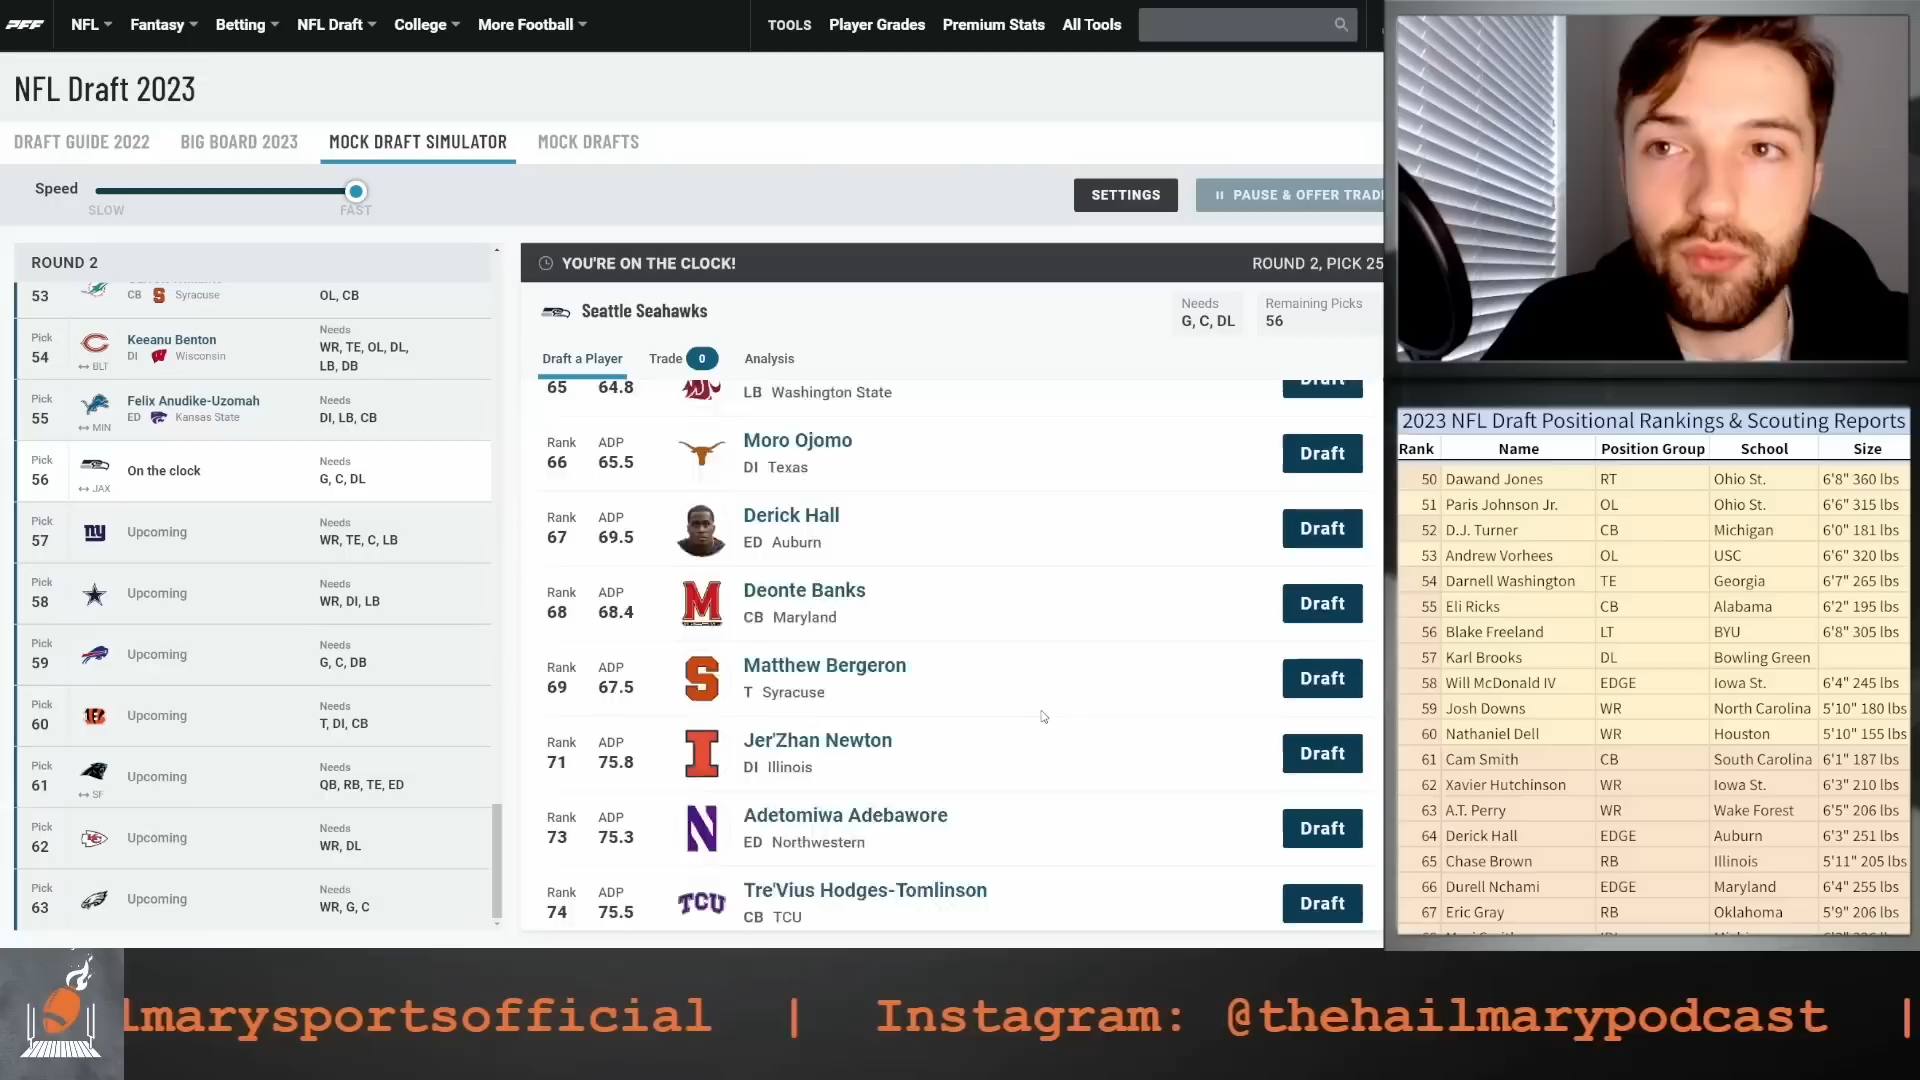 PFF NFL Fantasy Betting NFL Draft College More Football TOOLS Player Grades Premium Stats All Tools
NFL Draft 2023
DRAFT GUIDE 2022 BIG BOARD 2023 MOCK DRAFT SIMULATOR MOCK DRAFTS
Speed
SLOW FAST
SETTINGS
PAUSE & OFFER TRAD
ROUND 2
53 CB Syracuse OL, CB
Pick 54 BLT Keeanu Benton DI Wisconsin Needs WR, TE, OL, DL, LB, DB
Pick 55 MIN Felix Anudike-Uzomah ED Kansas State Needs DI, LB, CB
Pick 56 JAX On the clock Needs G, C, DL
Pick 57 Upcoming Needs WR, TE, C, LB
Pick 58 Upcoming Needs WR, DI, LB
Pick 59 Upcoming Needs G, C, DB
Pick 60 Upcoming Needs T, DI, CB
Pick 61 SF Upcoming Needs QB, RB, TE, ED
Pick 62 Upcoming Needs WR, DL
Pick 63 Upcoming Needs WR, G, C
YOU'RE ON THE CLOCK! ROUND 2, PICK 25
Seattle Seahawks
Needs G, C, DL
Remaining Picks 56
Draft a Player Trade 0 Analysis
65 64.8 LB Washington State Draft
Rank 66 ADP 65.5 Moro Ojomo DI Texas Draft
Rank 67 ADP 69.5 Derick Hall ED Auburn Draft
Rank 68 ADP 68.4 Deonte Banks CB Maryland Draft
Rank 69 ADP 67.5 Matthew Bergeron T Syracuse Draft
Rank 71 ADP 75.8 Jer'Zhan Newton DI Illinois Draft
Rank 73 ADP 75.3 Adetomiwa Adebawore ED Northwestern Draft
Rank 74 ADP 75.5 TCU Tre'Vius Hodges-Tomlinson CB TCU Draft
2023 NFL Draft Positional Rankings & Scouting Reports
Rank Name Position Group School Size
50 Dawand Jones RT Ohio St. 6'8" 360 lbs
51 Paris Johnson Jr. OL Ohio St. 6'6" 315 lbs
52 D.J. Turner CB Michigan 6'0" 181 lbs
53 Andrew Vorhees OL USC 6'6" 320 lbs
54 Darnell Washington TE Georgia 6'7" 265 lbs
55 Eli Ricks CB Alabama 6'2" 195 lbs
56 Blake Freeland LT BYU 6'8" 305 lbs
57 Karl Brooks DL Bowling Green
58 Will McDonald IV EDGE Iowa St. 6'4" 245 lbs
59 Josh Downs WR North Carolina 5'10" 180 lbs
60 Nathaniel Dell WR Houston 5'10" 155 lbs
61 Cam Smith CB South Carolina 6'1" 187 lbs
62 Xavier Hutchinson WR Iowa St. 6'3" 210 lbs
63 A.T. Perry WR Wake Forest 6'5" 206 lbs
64 Derick Hall EDGE Auburn 6'3" 251 lbs
65 Chase Brown RB Illinois 5'11" 205 lbs
66 Durell Nchami EDGE Maryland 6'4" 255 lbs
67 Eric Gray RB Oklahoma 5'9" 206 lbs
lmarysportsofficial | Instagram: @thehailmarypodcast |